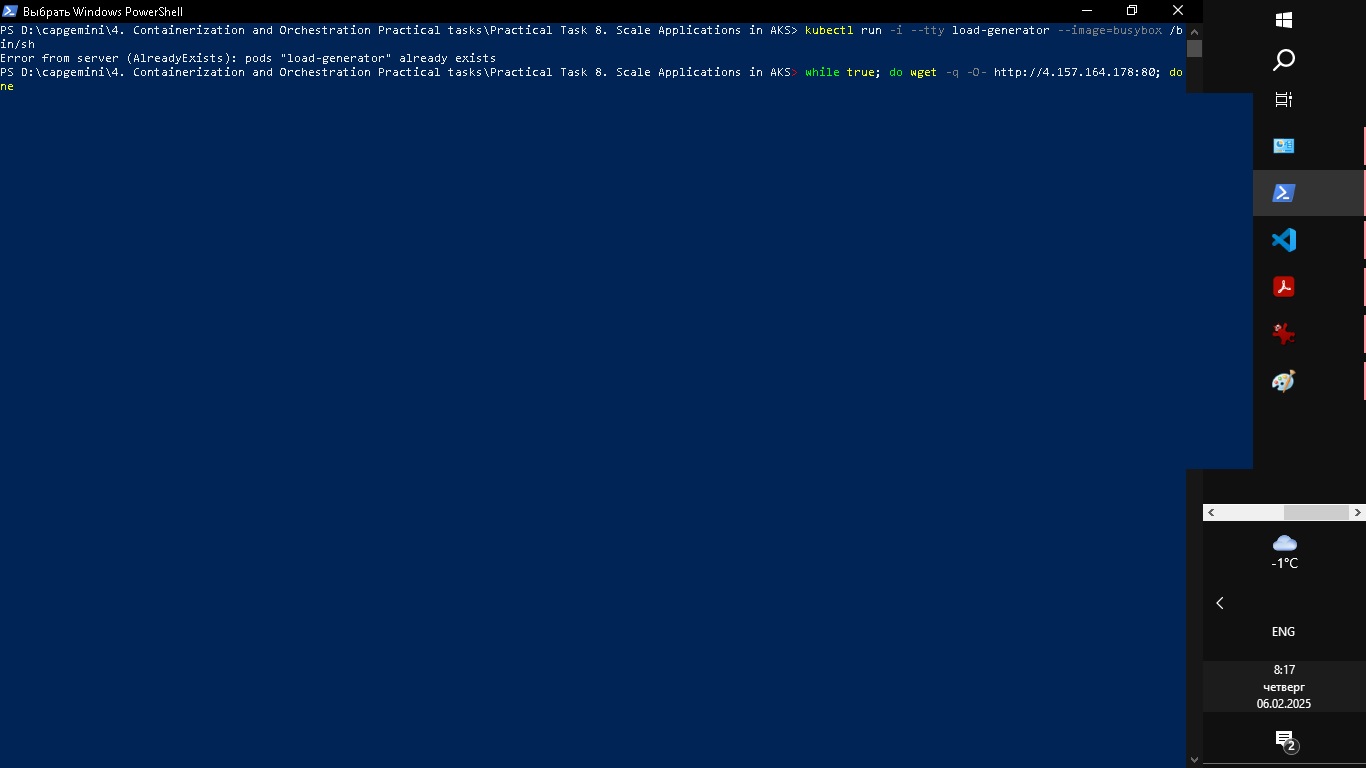 Выбрать Windows PowerShell
PS D:\capgemini\4. Containerization and Orchestration Practical tasks\Practical Task 8. Scale Applications in AKS> kubectl run -i --tty load-generator --image=busybox /b
in/sh
Error from server (AlreadyExists): pods "load-generator" already exists
PS D:\capgemini\4. Containerization and Orchestration Practical tasks\Practical Task 8. Scale Applications in AKS> while true; do wget -q -O- http://4.157.164.178:80; do
ne
-1°C
ENG
8:17
четверг
06.02.2025
2